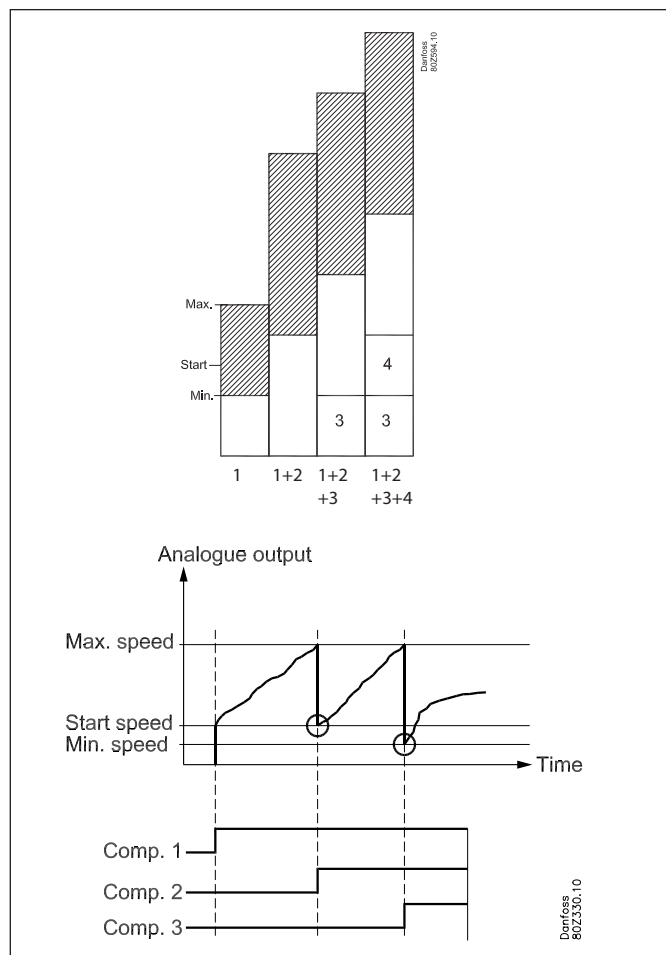 Danfoss
80Z594.10
Max.
Start
Min.
4
3
3
1
1+2
1+2
+3
1+2
+3+4
Analogue output
Max. speed
Start speed
Min. speed
Time
Comp. 1
Comp. 2
Comp. 3
Danfoss
80Z330.10